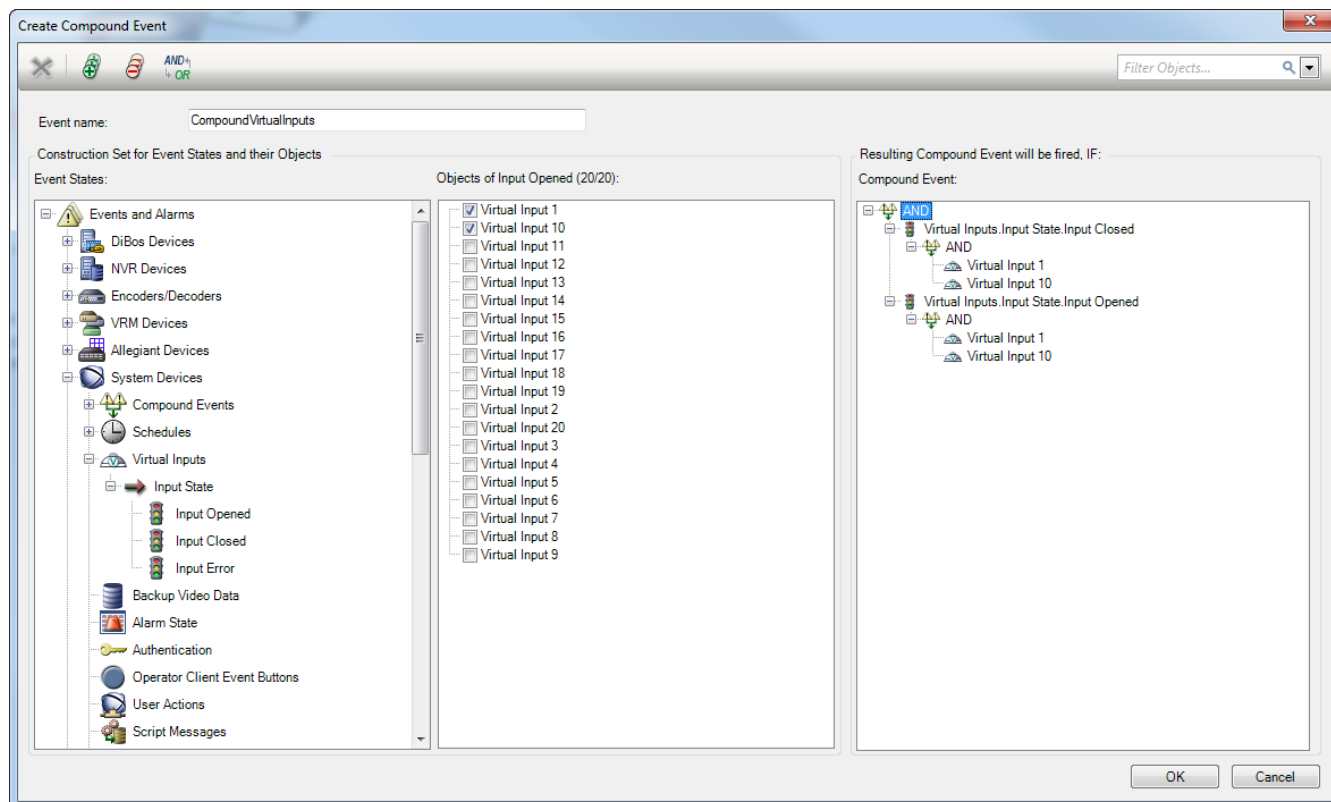 Create Compound Event
AND
OR
Filter Objects...
Event name:
CompoundVirtualInputs
Construction Set for Event States and their Objects
Event States:
Events and Alarms
DiBos Devices
NVR Devices
Encoders/Decoders
VRM Devices
Allegiant Devices
System Devices
Compound Events
Schedules
Virtual Inputs
Input State
Input Opened
Input Closed
Input Error
Backup Video Data
Alarm State
Authentication
Operator Client Event Buttons
User Actions
Script Messages
Objects of Input Opened (20/20):
Virtual Input 1
Virtual Input 10
Virtual Input 11
Virtual Input 12
Virtual Input 13
Virtual Input 14
Virtual Input 15
Virtual Input 16
Virtual Input 17
Virtual Input 18
Virtual Input 19
Virtual Input 2
Virtual Input 20
Virtual Input 3
Virtual Input 4
Virtual Input 5
Virtual Input 6
Virtual Input 7
Virtual Input 8
Virtual Input 9
Resulting Compound Event will be fired, IF:
Compound Event:
AND
Virtual Inputs.Input State.Input Closed
AND
Virtual Input 1
Virtual Input 10
Virtual Inputs.Input State.Input Opened
AND
Virtual Input 1
Virtual Input 10
OK
Cancel